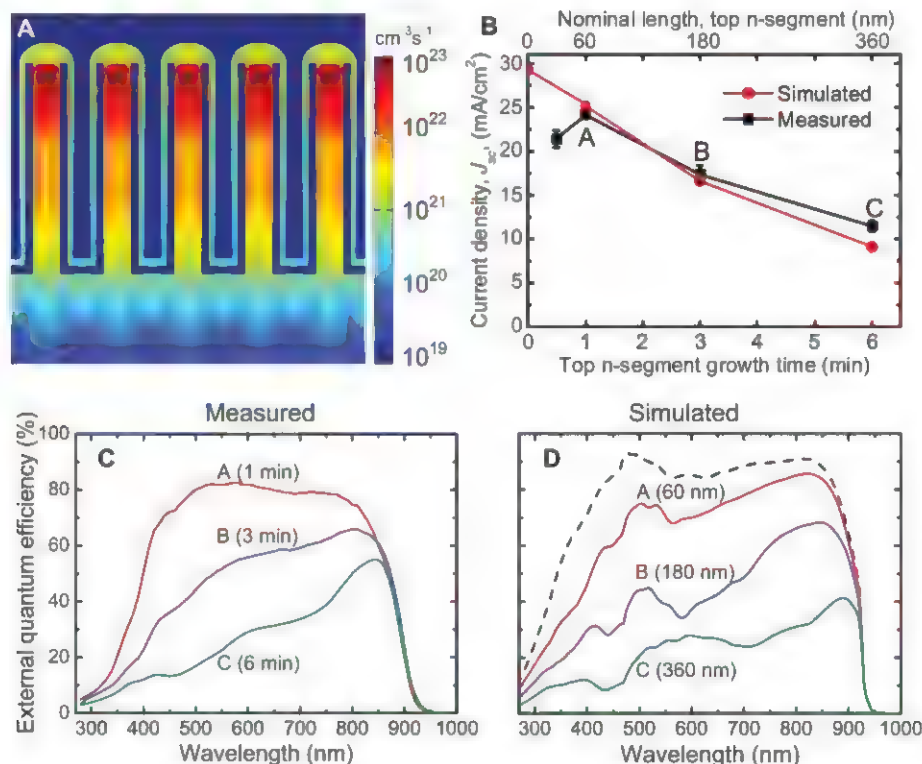 A
cm⁻³s⁻¹
10²³
10²²
10²¹
10²⁰
10¹⁹
B
Nominal length, top n-segment (nm)
0 60 180 360
Current density, Jsc, (mA/cm²)
30
25
20
15
10
5
0
Simulated
Measured
A
B
C
0 1 2 3 4 5 6
Top n-segment growth time (min)
Measured
C
External quantum efficiency (%)
100
80
60
40
20
0
A (1 min)
B (3 min)
C (6 min)
300 400 500 600 700 800 900 1000
Wavelength (nm)
Simulated
D
A (60 nm)
B (180 nm)
C (360 nm)
300 400 500 600 700 800 900 1000
Wavelength (nm)